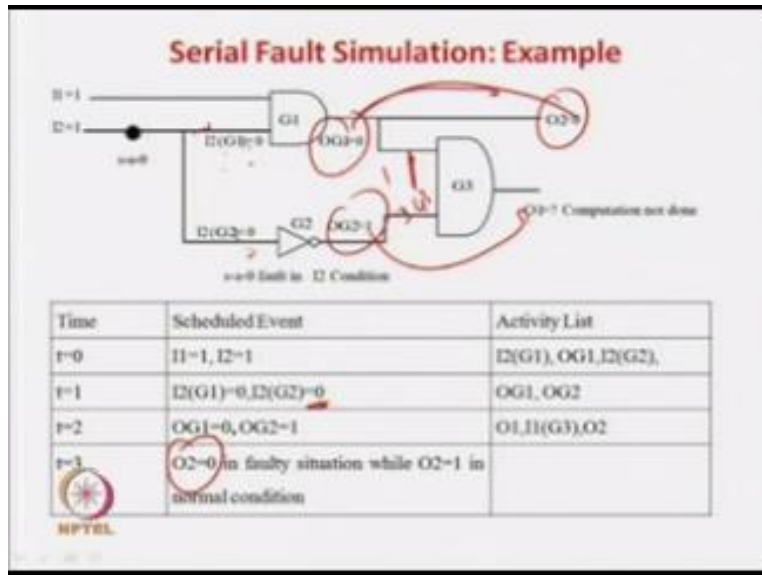 Serial Fault Simulation: Example
I1=1
I2=1
s-a-0
I2(G1)=0
G1
OG1=0
O2=0
G3
I2(G2)=0
G2
OG2=1
O1=? Computation not done
s-a-0 fault in I2 Condition
Time Scheduled Event Activity List
t=0 I1=1, I2=1 I2(G1), OG1,I2(G2),
t=1 I2(G1)=0,I2(G2)=0 OG1, OG2
t=2 OG1=0, OG2=1 O1,I1(G3),O2
t=3 O2=0 in faulty situation while O2=1 in
normal condition
NPTEL